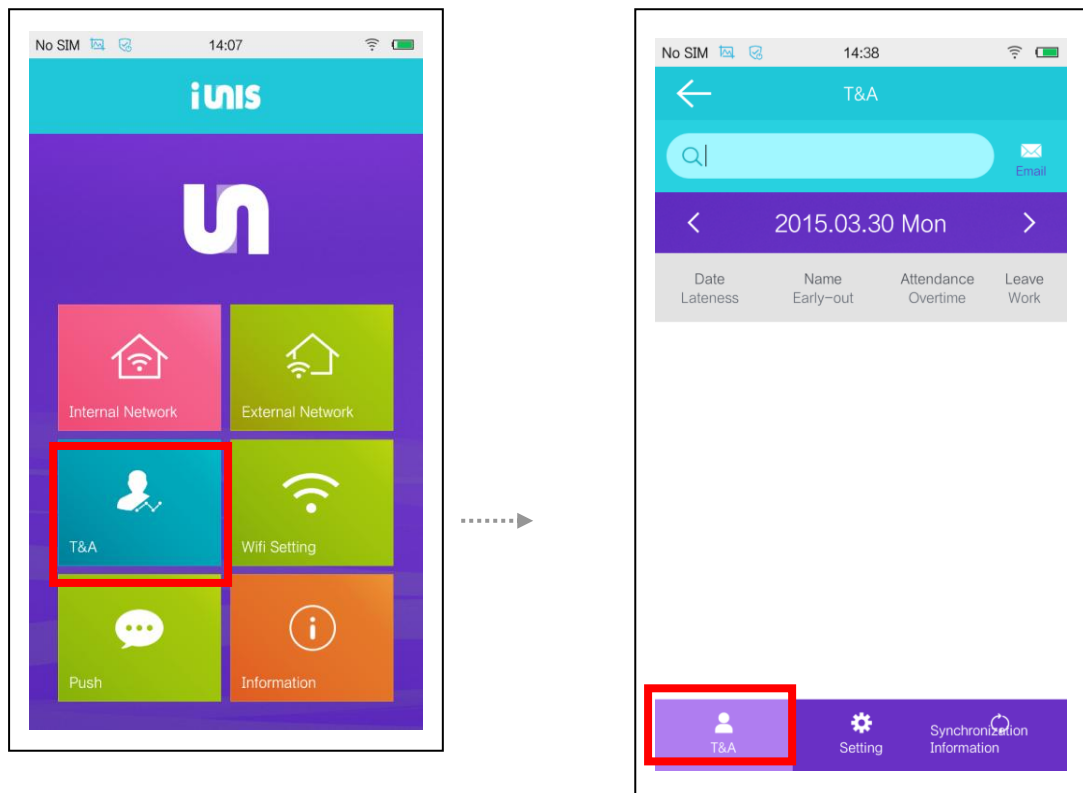 No SIM 14:07
iUNIS
un
Internal Network External Network
T&A Wifi Setting
Push Information
No SIM 14:38
T&A
Email
2015.03.30 Mon
Date Name Attendance Leave
Lateness Early-out Overtime Work
T&A Setting Synchronization
Information